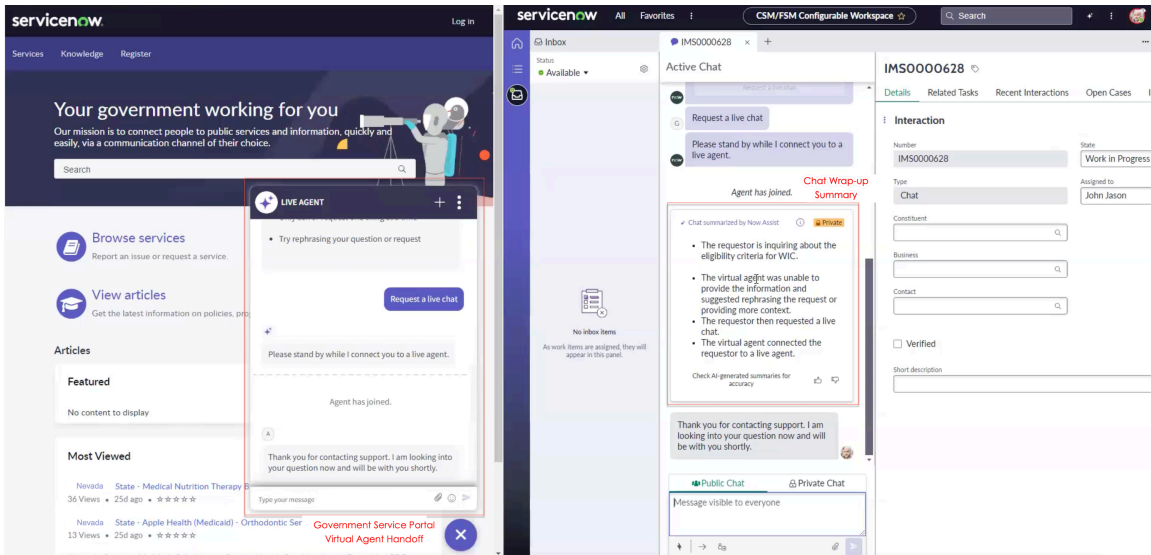 servicenow.
Log in
Services Knowledge Register
Your government working for you
Our mission is to connect people to public services and information, quickly and
easily, via a communication channel of their choice.
Search
Browse services
Report an issue or request a service.
View articles
Get the latest information on policies,
Articles
Featured
No content to display
Most Viewed
Nevada State - Medical Nutrition Therapy
36 Views • 25d ago •
Nevada State - Apple Health (Medicaid) - Orthodontic Ser
13 Views • 25d ago •
LIVE AGENT
• Try rephrasing your question or request
Request a live chat
Please stand by while I connect you to a live agent.
Agent has joined.
A
Thank you for contacting support. I am looking into
your question now and will be with you shortly.
Type your message
Government Service Portal
Virtual Agent Handoff
servicenow All Favorites
CSM/FSM Configurable Workspace
Search
Inbox
Status
Available
No inbox items
As work items are assigned, they will
appear in this panel.
IMS0000628 × +
Active Chat
Request a live chat
now
G
Request a live chat
Please stand by while I connect you to a
live agent.
now
Agent has joined.
Chat Wrap-up
Summary
Chat summarized by Now Assist
Private
• The requestor is inquiring about the
eligibility criteria for WIC.
• The virtual agent was unable to
provide the information and
suggested rephrasing the request or
providing more context.
• The requestor then requested a live
chat.
• The virtual agent connected the
requestor to a live agent.
Check AI-generated summaries for
accuracy
Thank you for contacting support. I am
looking into your question now and will
be with you shortly.
Public Chat
Private Chat
Message visible to everyone
IMS0000628
Details Related Tasks Recent Interactions Open Cases
Interaction
Number
IMS0000628
State
Work in Progress
Type
Chat
Assigned to
John Jason
Constituent
Business
Contact
Verified
Short description